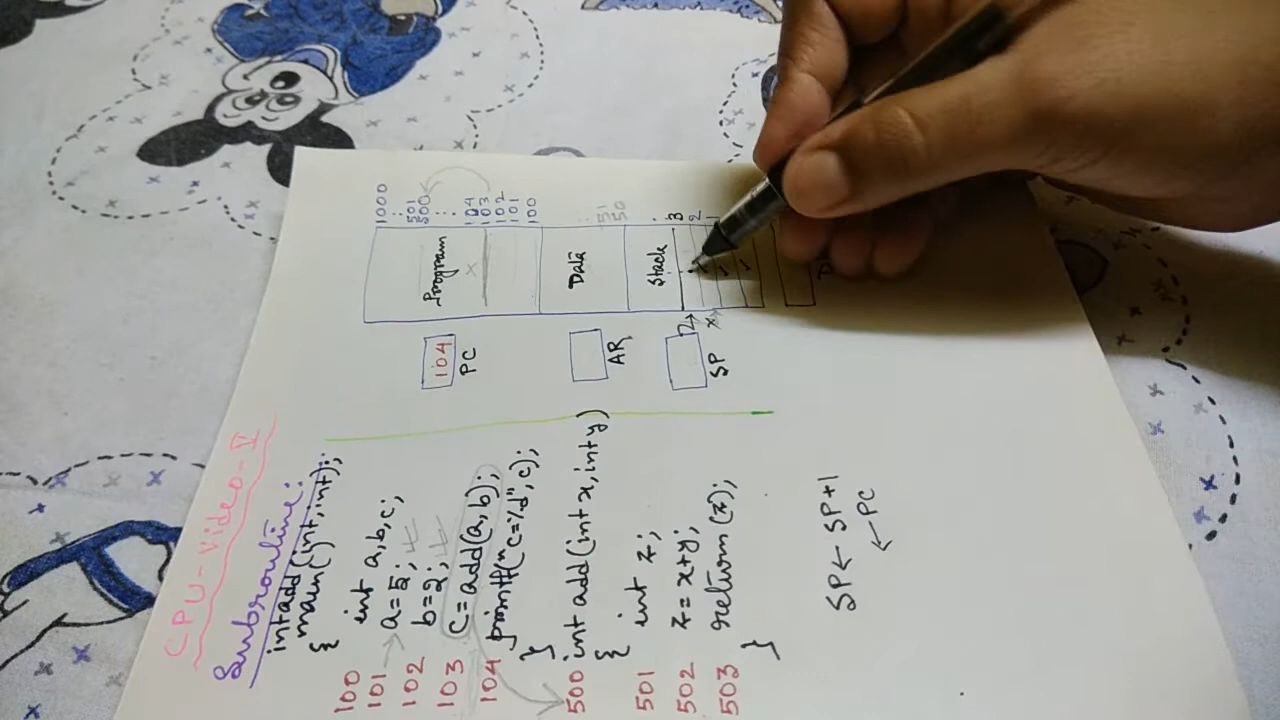 CPU-Video-V
Subroutine:
int add(int, int);
main()
{
100 int a,b,c;
101 a=5;
102 b=2;
103 c=add(a,b);
104 printf("c=%d",c);
}
500 int add(int x, int y)
{
501 int z;
502 z=x+y;
503 return(z);
}
SP← SP+1
←PC
104
PC
AR
SP
Program
Data
Stack
1000
501
500
104
103
102
101
100
51
50
3
2
1